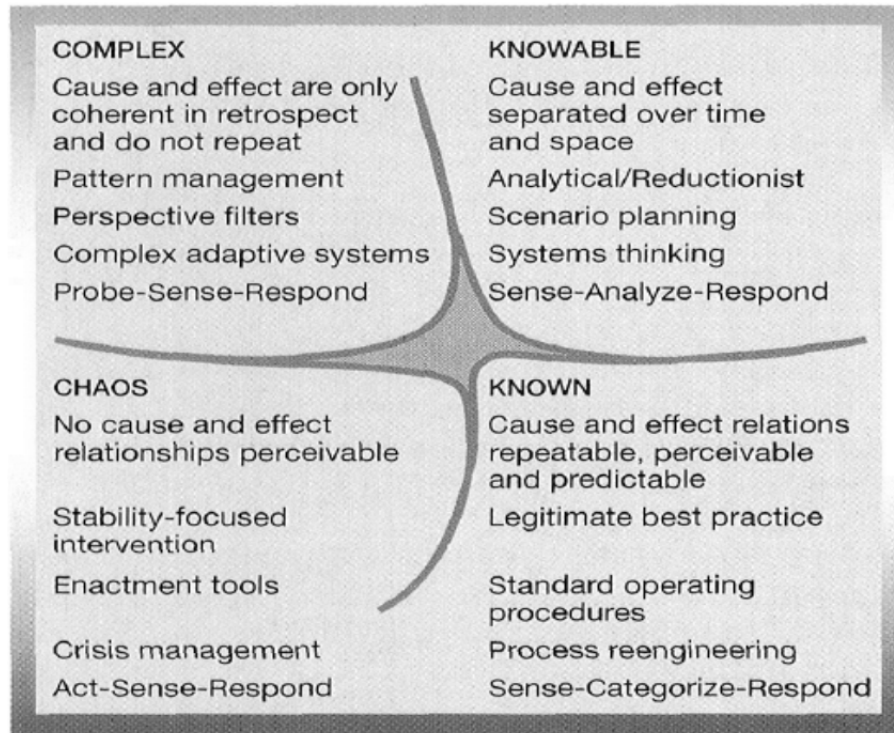 COMPLEX
Cause and effect are only
coherent in retrospect
and do not repeat
Pattern management
Perspective filters
Complex adaptive systems
Probe-Sense-Respond
KNOWABLE
Cause and effect
separated over time
and space
Analytical/Reductionist
Scenario planning
Systems thinking
Sense-Analyze-Respond
CHAOS
No cause and effect
relationships perceivable
Stability-focused
intervention
Enactment tools
Crisis management
Act-Sense-Respond
KNOWN
Cause and effect relations
repeatable, perceivable
and predictable
Legitimate best practice
Standard operating
procedures
Process reengineering
Sense-Categorize-Respond